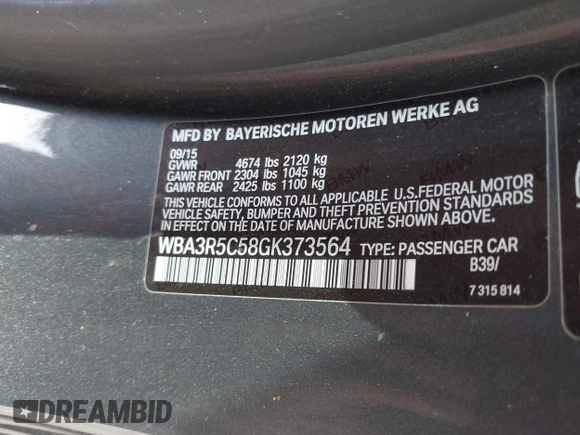 MFD BY BAYERISCHE MOTOREN WERKE AG
09/15
GVWR 4674 lbs 2120 kg
GAWR FRONT 2304 lbs 1045 kg
GAWR REAR 2425 lbs 1100 kg
THIS VEHICLE CONFORMS TO ALL APPLICABLE U.S.FEDERAL MOTOR
VEHICLE SAFETY, BUMPER AND THEFT PREVENTION STANDARDS
IN EFFECT ON THE DATE OF MANUFACTURE SHOWN ABOVE.
WBA3R5C58GK373564 TYPE: PASSENGER CAR
B39/
7 315 814
DREAMBID